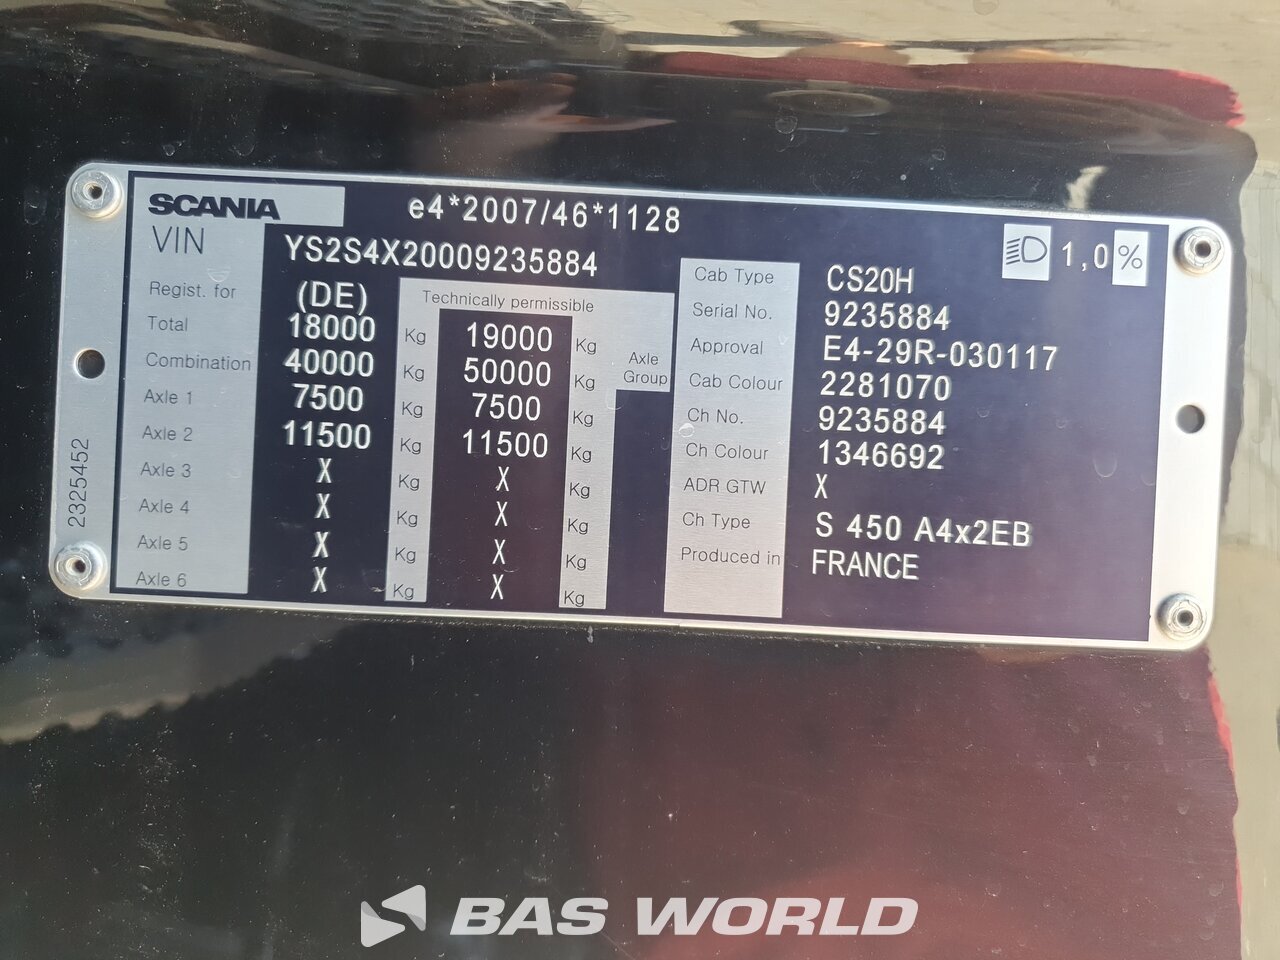 SCANIA e4*2007/46*1128
VIN YS2S4X20009235884
Regist. for (DE) Technically permissible
Total 18000 Kg 19000 Kg
Combination 40000 Kg 50000 Kg Axle Group
Axle 1 7500 Kg 7500 Kg
Axle 2 11500 Kg 11500 Kg
Axle 3 X Kg X Kg
Axle 4 X Kg X Kg
Axle 5 X Kg X Kg
Axle 6 X Kg X Kg
1,0 %
Cab Type CS20H
Serial No. 9235884
Approval E4-29R-030117
Cab Colour 2281070
Ch No. 9235884
Ch Colour 1346692
ADR GTW X
Ch Type S 450 A4x2EB
Produced in FRANCE
2325452
BAS WORLD